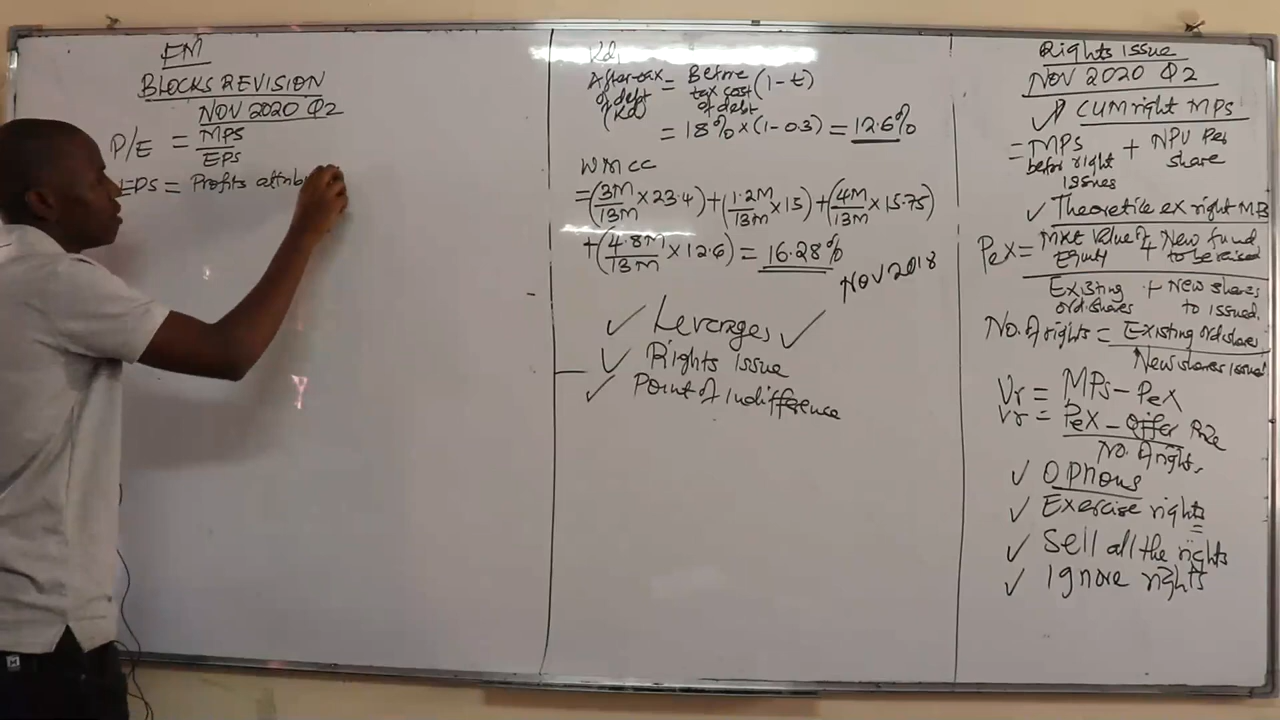 FM
BLOCKS REVISION
NOV 2020 Q2
P/E = MPS
EPS
EPS = Profits attrib
Kd,
After-tax = Before (1 - t)
of debt tax cost
(Kd) of debt
= 18% x (1 - 0.3) = 12.6%
WMCC
= (3M/13M x 23.4) + (1.2M/13M x 15) + (4M/13M x 15.75)
+ (4.8M/13M x 12.6) = 16.28%
NOV 2018
✓ Leverages ✓
✓ Rights Issue
✓ Point of Indifference
Rights Issue
NOV 2020 Q2
✓ CUM right MPS
= MPS + NPV Per
before right share
Issues
✓ Theoretile ex right MB
Pex = Mkt Value of + New fund
Equity to be raised
Existing + New shares
ord. shares to issued.
No. of rights = Existing ord shares
New shares issued
Vr = MPS - Pex
Vr = Pex - offer Price
No. of rights
✓ Options
✓ Exercise rights
✓ Sell all the rights
✓ Ignore rights